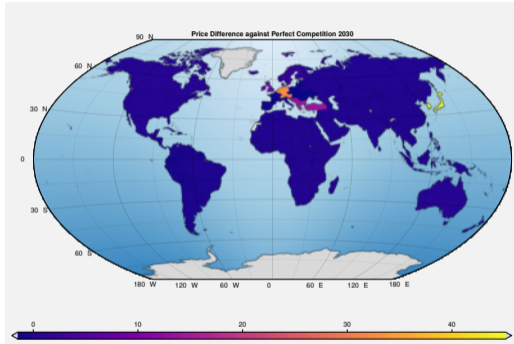 Price Difference against Perfect Competition 2030
90 N
60 N
30 N
0
30 S
60 S
180 W 120 W 60 W 0 60 E 120 E 180 E
0 10 20 30 40